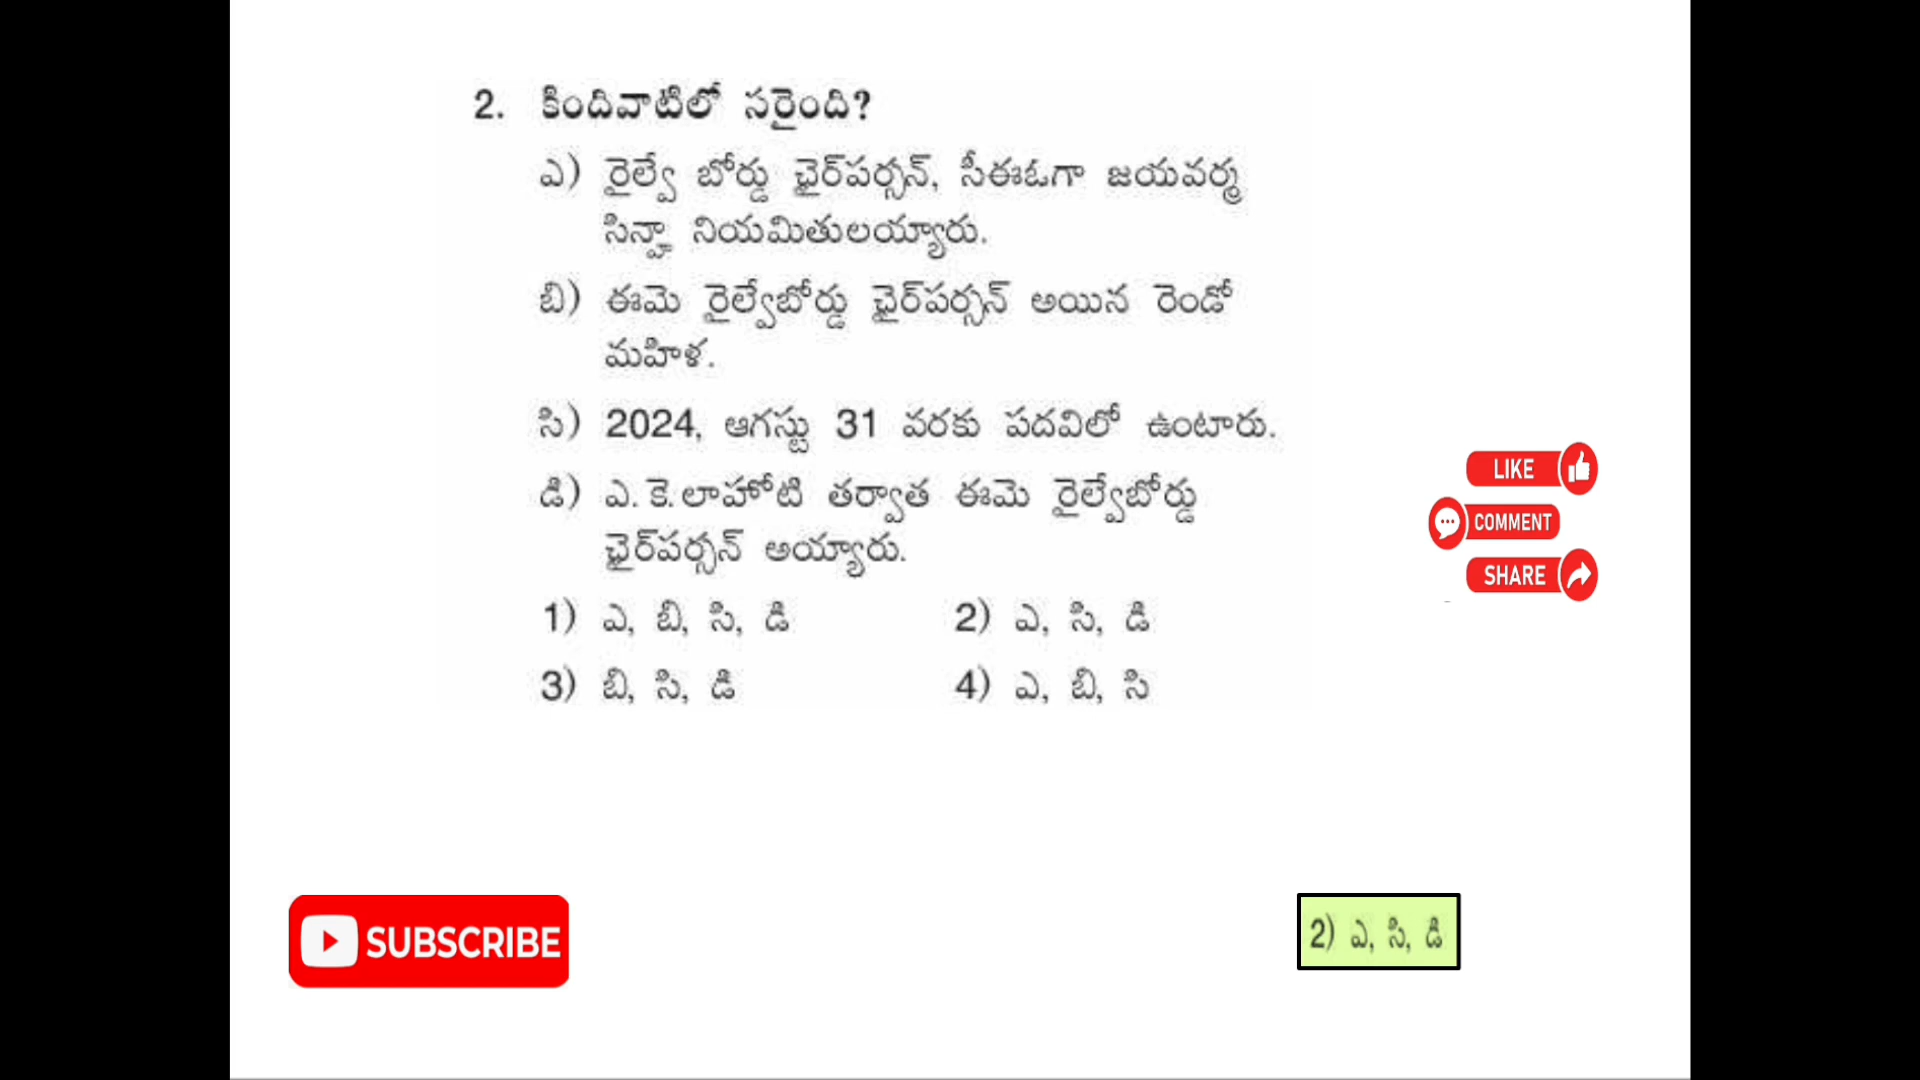 2. కిందివాటిలో సరైంది?
ఎ) రైల్వే బోర్డు ఛైర్‌పర్సన్, సీఈఓగా జయవర్మ
సిన్హా నియమితులయ్యారు.
బి) ఈమె రైల్వేబోర్డు ఛైర్‌పర్సన్ అయిన రెండో
మహిళ.
సి) 2024, ఆగస్టు 31 వరకు పదవిలో ఉంటారు.
డి) ఎ.కె.లాహోటి తర్వాత ఈమె రైల్వేబోర్డు
ఛైర్‌పర్సన్ అయ్యారు.
1) ఎ, బి, సి, డి 2) ఎ, సి, డి
3) బి, సి, డి 4) ఎ, బి, సి
LIKE
COMMENT
SHARE
SUBSCRIBE
2) ఎ, సి, డి